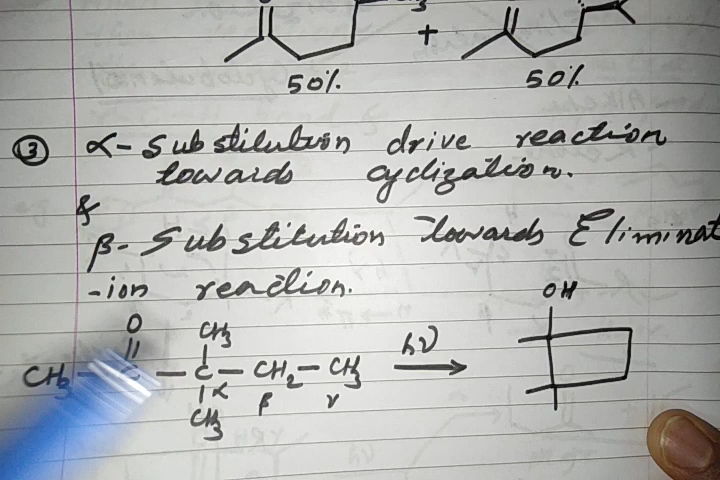 +
50% 50%
③ α-Substitution drive reaction
towards cyclization.
&
β-Substitution towards Eliminat
-ion reaction.
O CH3 OH
CH3 - C - CH2 - CH3 hν
α β γ
CH3